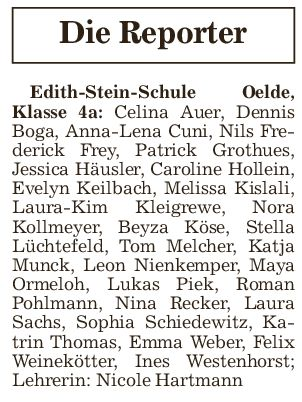 Die Reporter
Edith-Stein-Schule Oelde,
Klasse 4a: Celina Auer, Dennis
Boga, Anna-Lena Cuni, Nils Fre-
derick Frey, Patrick Grothues,
Jessica Häusler, Caroline Hollein,
Evelyn Keilbach, Melissa Kislali,
Laura-Kim Kleigrewe, Nora
Kollmeyer, Beyza Köse, Stella
Lüchtefeld, Tom Melcher, Katja
Munck, Leon Nienkemper, Maya
Ormeloh, Lukas Piek, Roman
Pohlmann, Nina Recker, Laura
Sachs, Sophia Schiedewitz, Ka-
trin Thomas, Emma Weber, Felix
Weinekötter, Ines Westenhorst;
Lehrerin: Nicole Hartmann